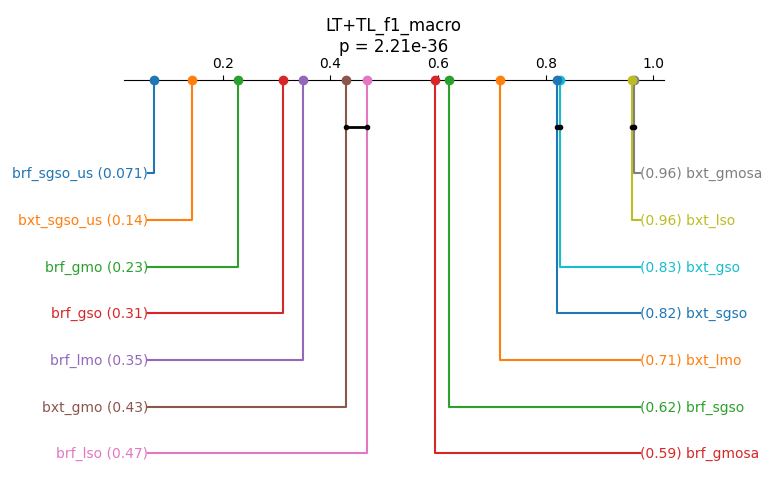 LT+TL_f1_macro
p = 2.21e-36
0.2 0.4 0.6 0.8 1.0
brf_sgso_us (0.071) (0.96) bxt_gmosa
bxt_sgso_us (0.14) (0.96) bxt_lso
brf_gmo (0.23) (0.83) bxt_gso
brf_gso (0.31) (0.82) bxt_sgso
brf_lmo (0.35) (0.71) bxt_lmo
bxt_gmo (0.43) (0.62) brf_sgso
brf_lso (0.47) (0.59) brf_gmosa